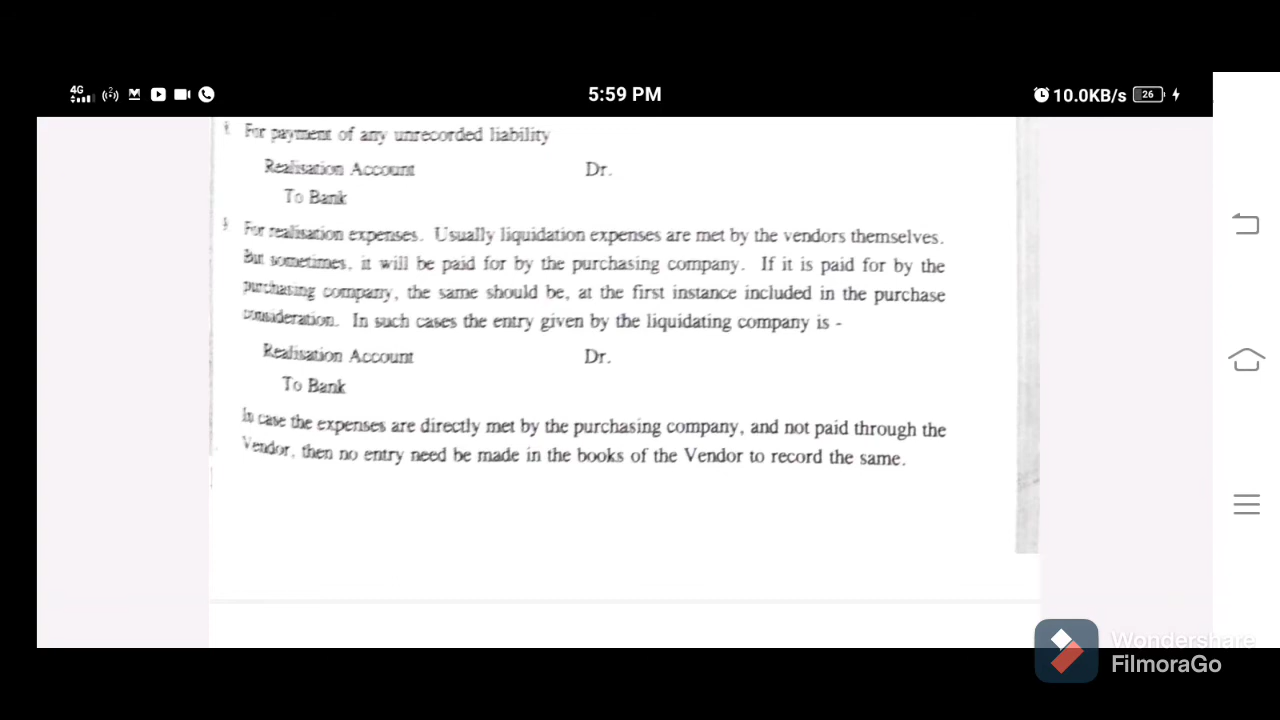 4G
5:59 PM
10.0KB/s 26
For payment of any unrecorded liability
Realisation Account Dr.
To Bank
For realisation expenses. Usually liquidation expenses are met by the vendors themselves.
But sometimes, it will be paid for by the purchasing company. If it is paid for by the
purchasing company, the same should be, at the first instance included in the purchase
consideration. In such cases the entry given by the liquidating company is -
Realisation Account Dr.
To Bank
In case the expenses are directly met by the purchasing company, and not paid through the
Vendor, then no entry need be made in the books of the Vendor to record the same.
Wondershare
FilmoraGo